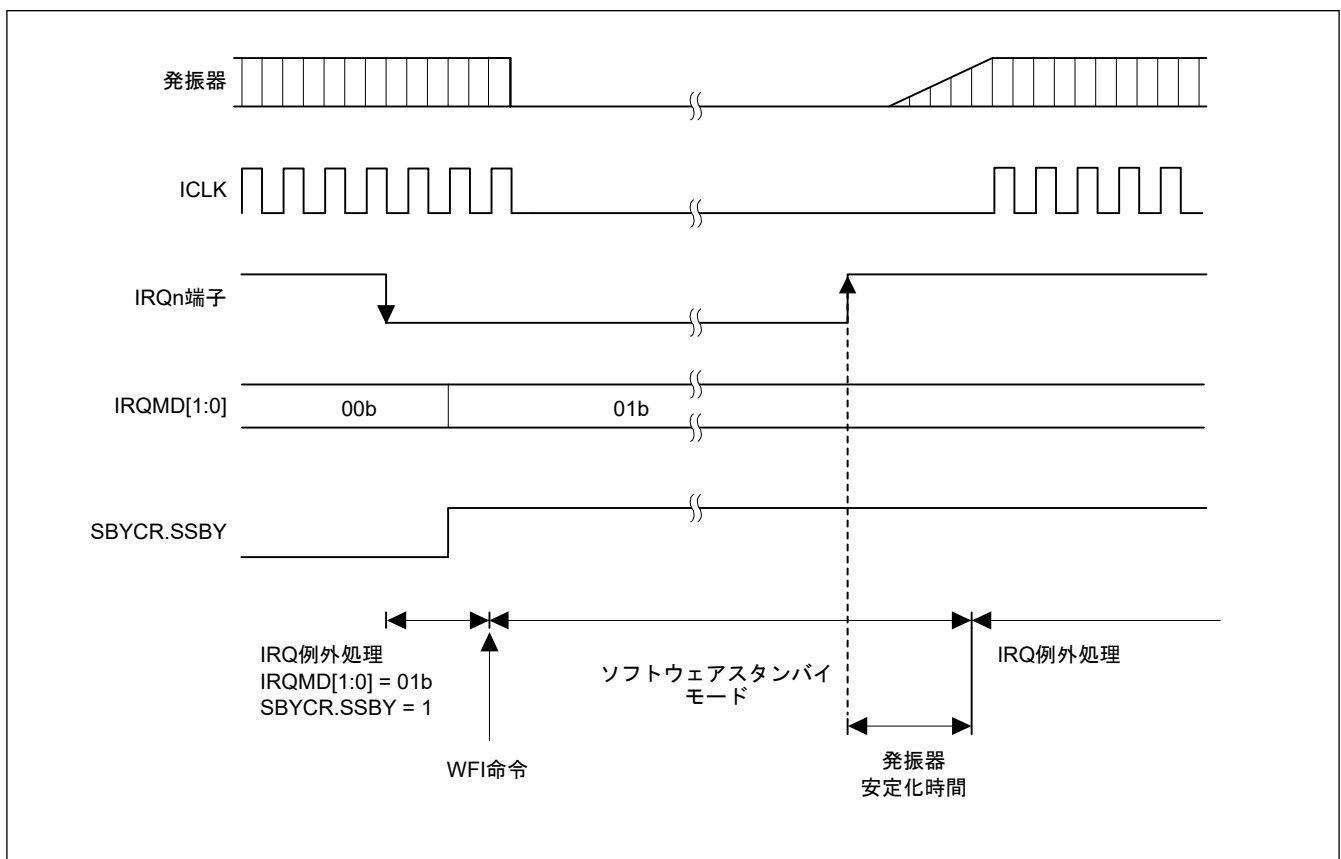 発振器
ICLK
IRQn端子
IRQMD[1:0]
00b
01b
SBYCR.SSBY
IRQ例外処理
IRQMD[1:0] = 01b
SBYCR.SSBY = 1
WFI命令
ソフトウェアスタンバイ
モード
IRQ例外処理
発振器
安定化時間